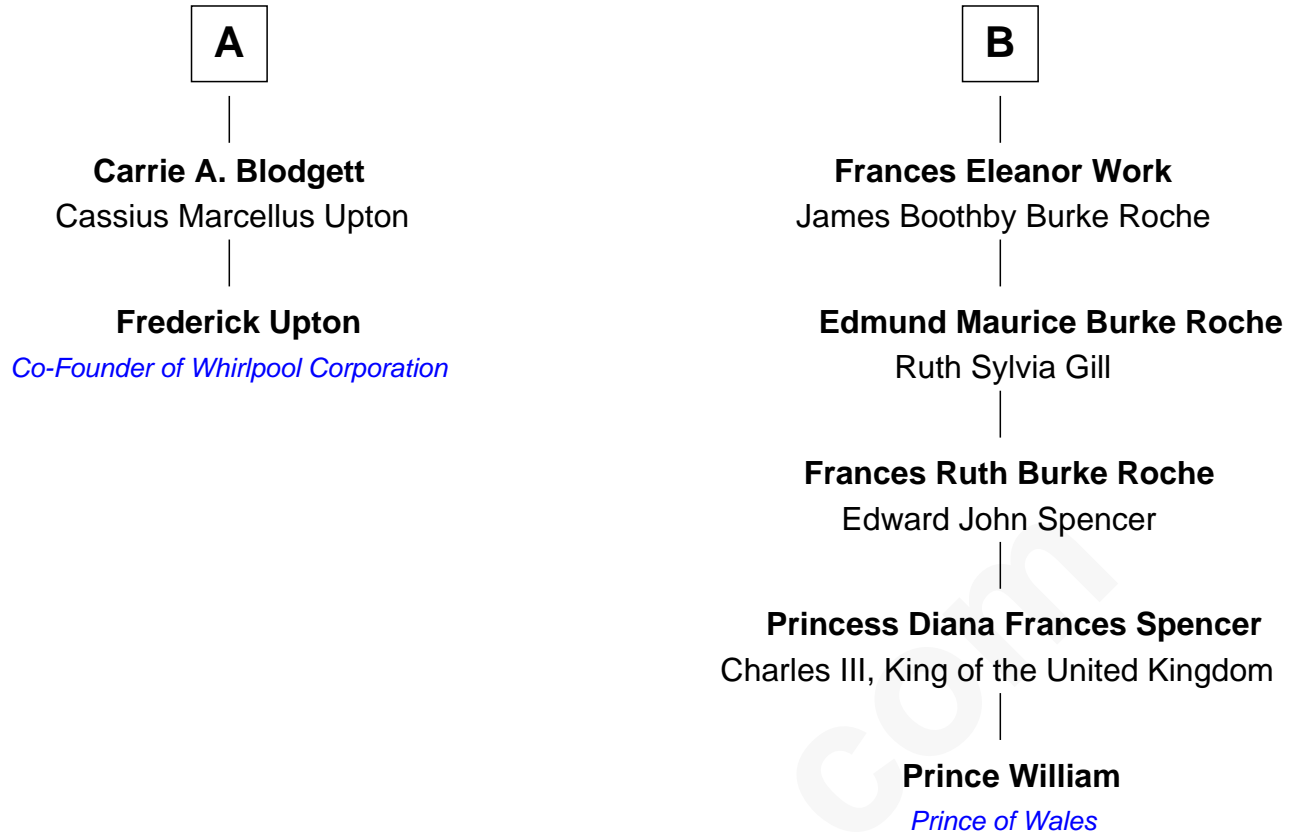 A
Carrie A. Blodgett
Cassius Marcellus Upton
Frederick Upton
Co-Founder of Whirlpool Corporation
B
Frances Eleanor Work
James Boothby Burke Roche
Edmund Maurice Burke Roche
Ruth Sylvia Gill
Frances Ruth Burke Roche
Edward John Spencer
Princess Diana Frances Spencer
Charles III, King of the United Kingdom
Prince William
Prince of Wales
com